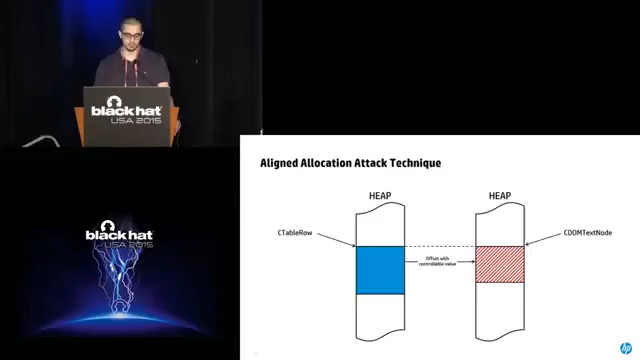 black hat
USA 2015
black hat
USA 2015
Aligned Allocation Attack Technique
HEAP
HEAP
CTableRow
CDOMTextNode
Offset with
controllable value
hp